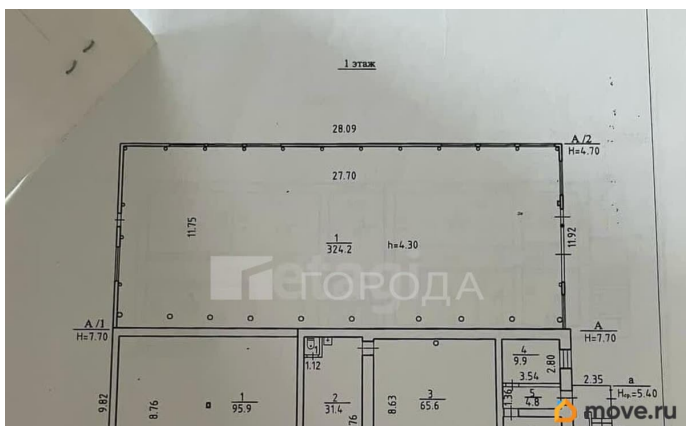 1 этаж
28.09
А/2
Н=4.70
27.70
11.75
1
324.2
h=4.30
11.92
etagi
ГОРОДА
А/1
Н=7.70
А
Н=7.70
1
1.12
4
9.9
2.80
3.54
2.35
а
Нср.=5.40
9.82
8.76
1
95.9
2
31.4
8.63
3
65.6
1.36
5
4.8
76
move.ru